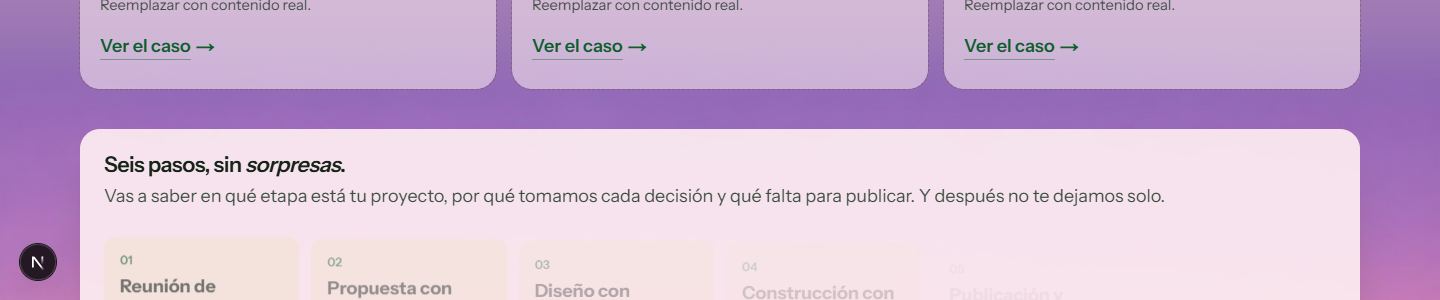 Reemplazar con contenido real.
Reemplazar con contenido real.
Reemplazar con contenido real.
Ver el caso →
Ver el caso →
Ver el caso →
Seis pasos, sin sorpresas.
Vas a saber en qué etapa está tu proyecto, por qué tomamos cada decisión y qué falta para publicar. Y después no te dejamos solo.
N
01
Reunión de
02
Propuesta con
03
Diseño con
04
Construcción con
05
Publicación y